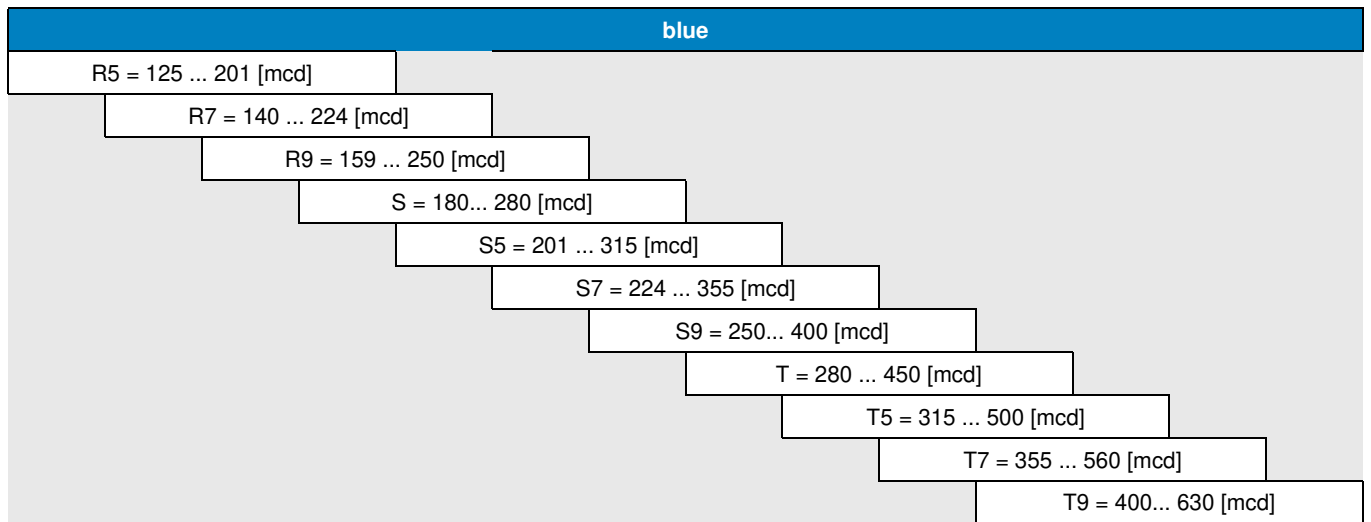 blue
R5 = 125 ... 201 [mcd]
R7 = 140 ... 224 [mcd]
R9 = 159 ... 250 [mcd]
S = 180... 280 [mcd]
S5 = 201 ... 315 [mcd]
S7 = 224 ... 355 [mcd]
S9 = 250... 400 [mcd]
T = 280 ... 450 [mcd]
T5 = 315 ... 500 [mcd]
T7 = 355 ... 560 [mcd]
T9 = 400... 630 [mcd]